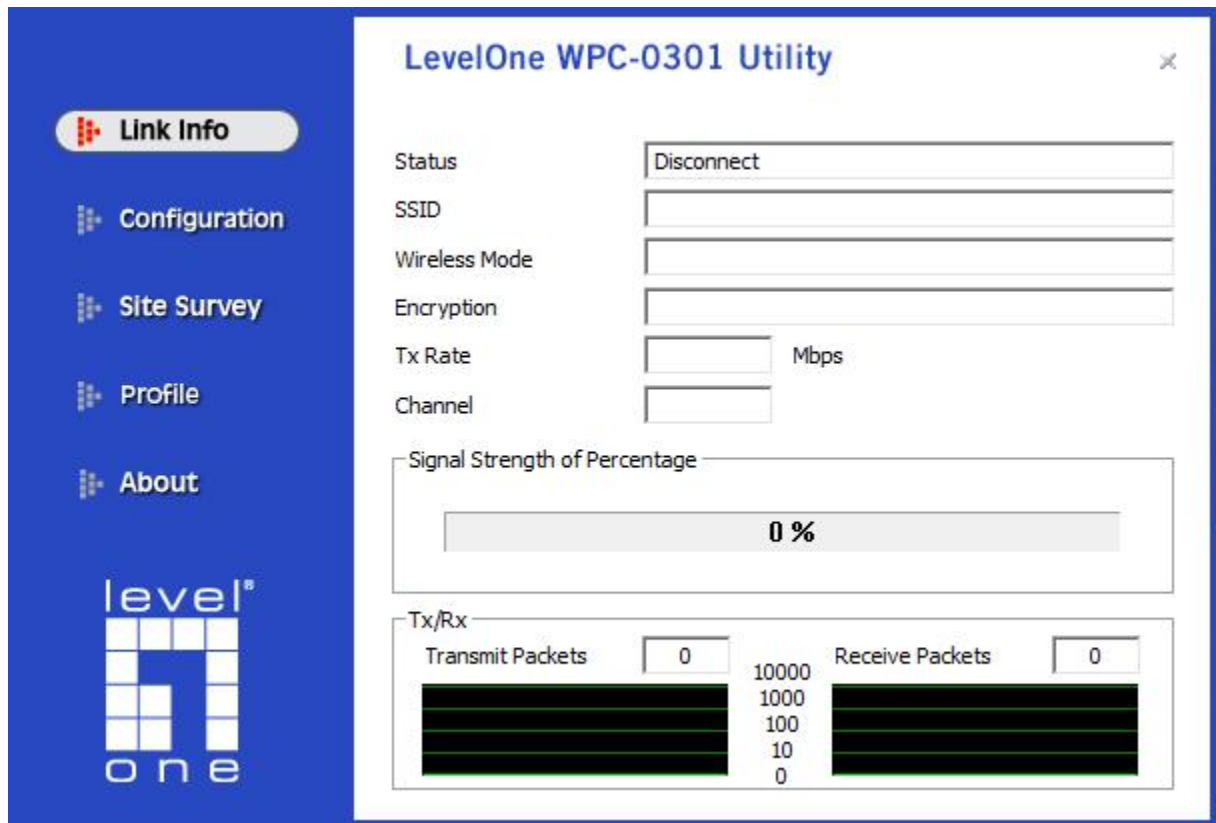 LevelOne WPC-0301 Utility
Link Info
Configuration
Site Survey
Profile
About
level®
one
Status Disconnect
SSID
Wireless Mode
Encryption
Tx Rate Mbps
Channel
Signal Strength of Percentage
0 %
Tx/Rx
Transmit Packets 0
Receive Packets 0
10000
1000
100
10
0